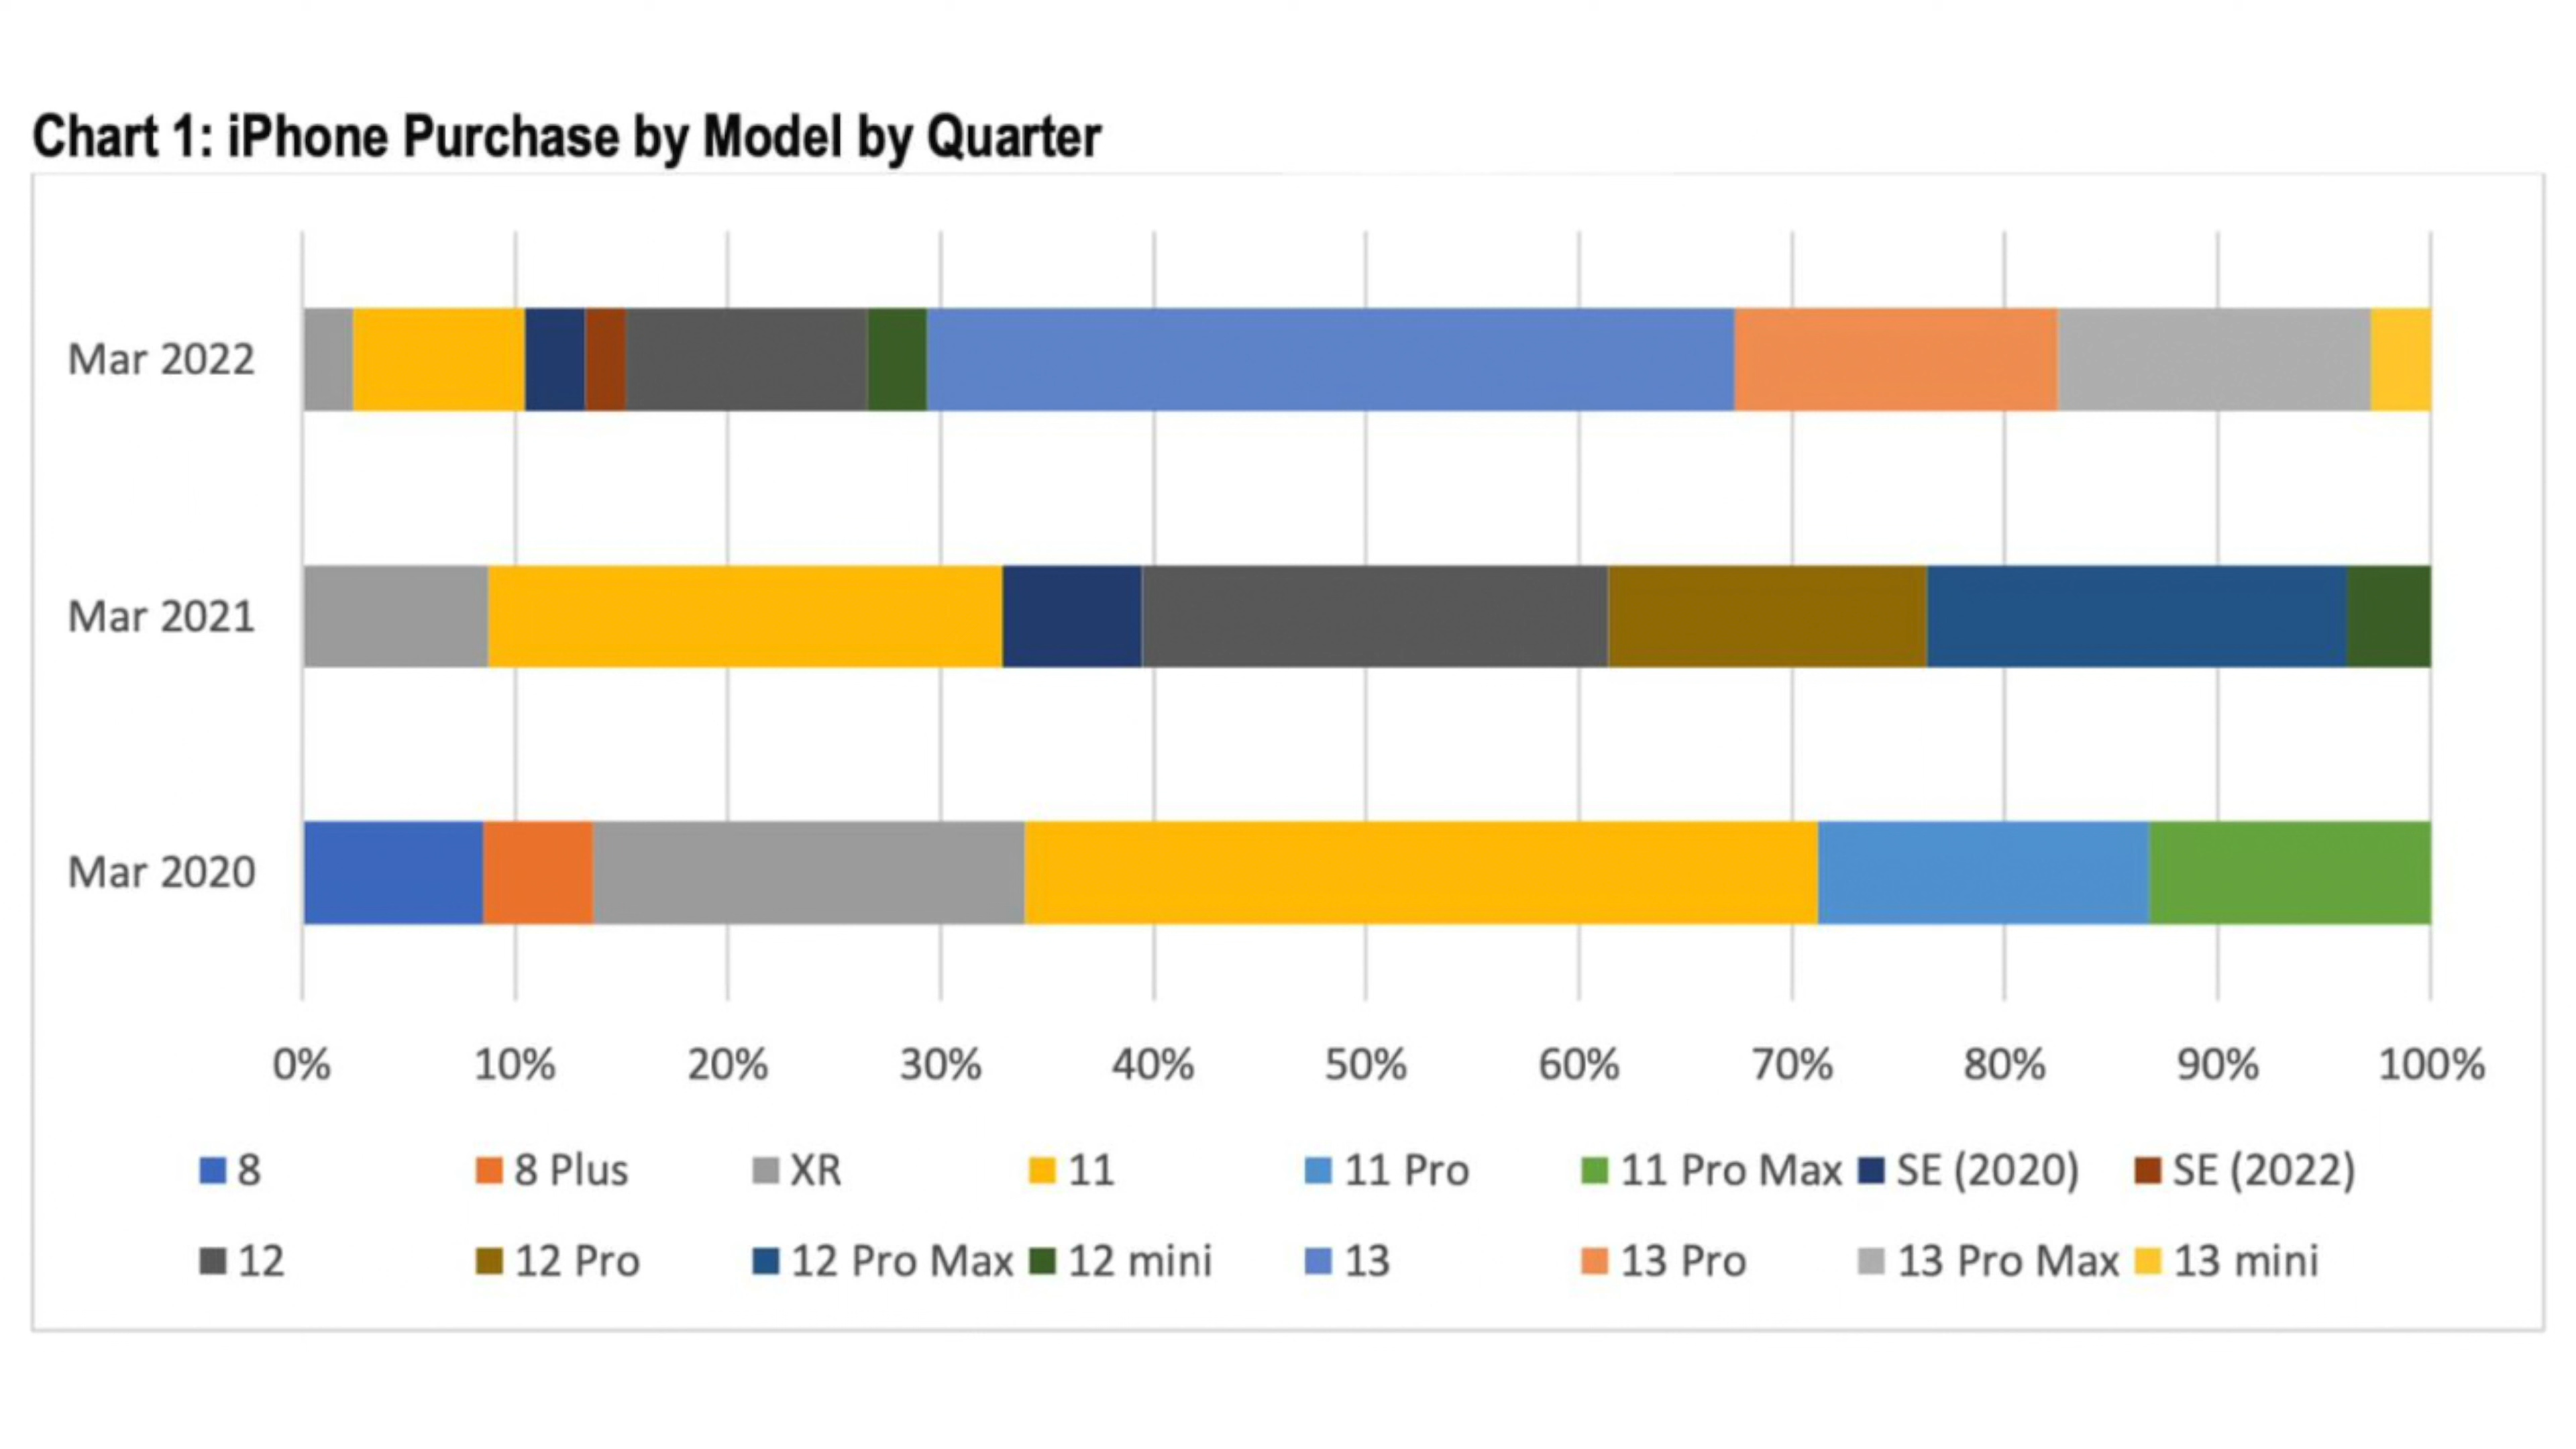 Chart 1: iPhone Purchase by Model by Quarter
Mar 2022
Mar 2021
Mar 2020
0% 10% 20% 30% 40% 50% 60% 70% 80% 90% 100%
8 8 Plus XR 11 11 Pro 11 Pro Max SE (2020) SE (2022)
12 12 Pro 12 Pro Max 12 mini 13 13 Pro 13 Pro Max 13 mini